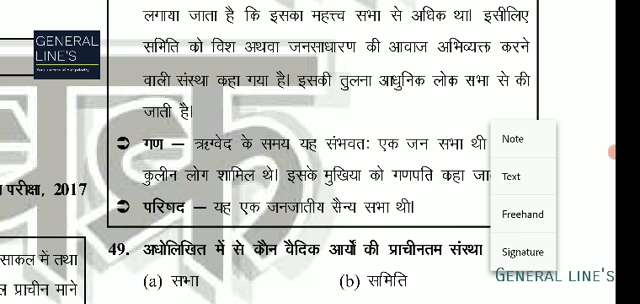 लगाया जाता है कि इसका महत्त्व सभा से अधिक था। इसीलिए
समिति को विश अथवा जनसाधारण की आवाज अभिव्यक्त करने
वाली संस्था कहा गया है। इसकी तुलना आधुनिक लोक सभा से की
जाती है।
➲ गण – ऋग्वेद के समय यह संभवत: एक जन सभा थी
कुलीन लोग शामिल थे। इसके मुखिया को गणपति कहा जा
➲ परिषद – यह एक जनजातीय सैन्य सभा थी।
49. अधोलिखित में से कौन वैदिक आर्यों की प्राचीनतम संस्था
(a) सभा (b) समिति
GENERAL
LINE'S
परीक्षा, 2017
साकल में तथा
प्राचीन माने
Note
Text
Freehand
Signature
GENERAL LINE'S